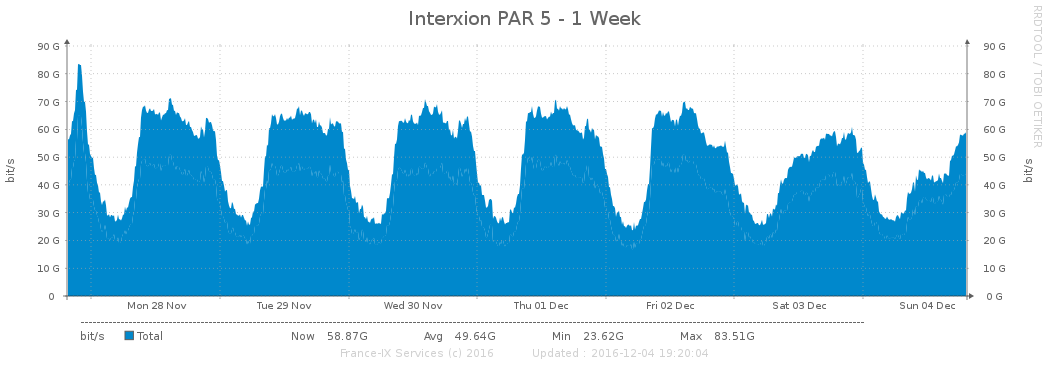 Interxion PAR 5 - 1 Week
RRDTOOL / TOBI OETIKER
90 G 90 G
80 G 80 G
70 G 70 G
60 G 60 G
50 G 50 G
40 G 40 G
30 G 30 G
20 G 20 G
10 G 10 G
0 0 G
bit/s bit/s
Mon 28 Nov Tue 29 Nov Wed 30 Nov Thu 01 Dec Fri 02 Dec Sat 03 Dec Sun 04 Dec
bit/s Total Now 58.87G Avg 49.64G Min 23.62G Max 83.51G
France-IX Services (c) 2016 Updated : 2016-12-04 19:20:04